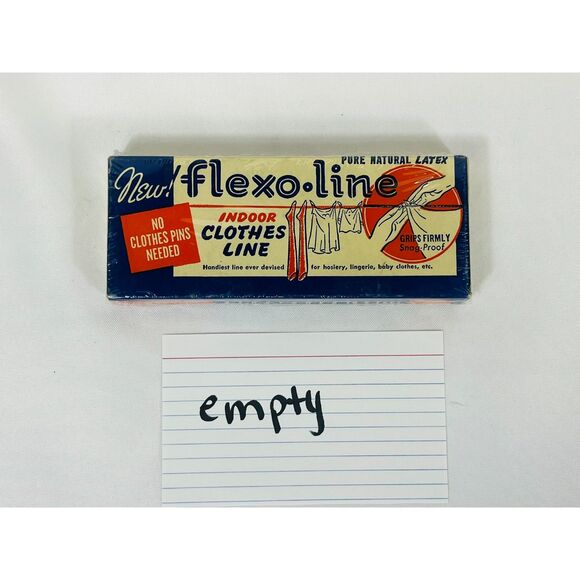 PURE NATURAL LATEX
New! flexo•line
NO
CLOTHES PINS
NEEDED
INDOOR
CLOTHES
LINE
GRIPS FIRMLY
Snag-Proof
Handiest line ever devised for hosiery, lingerie, baby clothes, etc.
empty